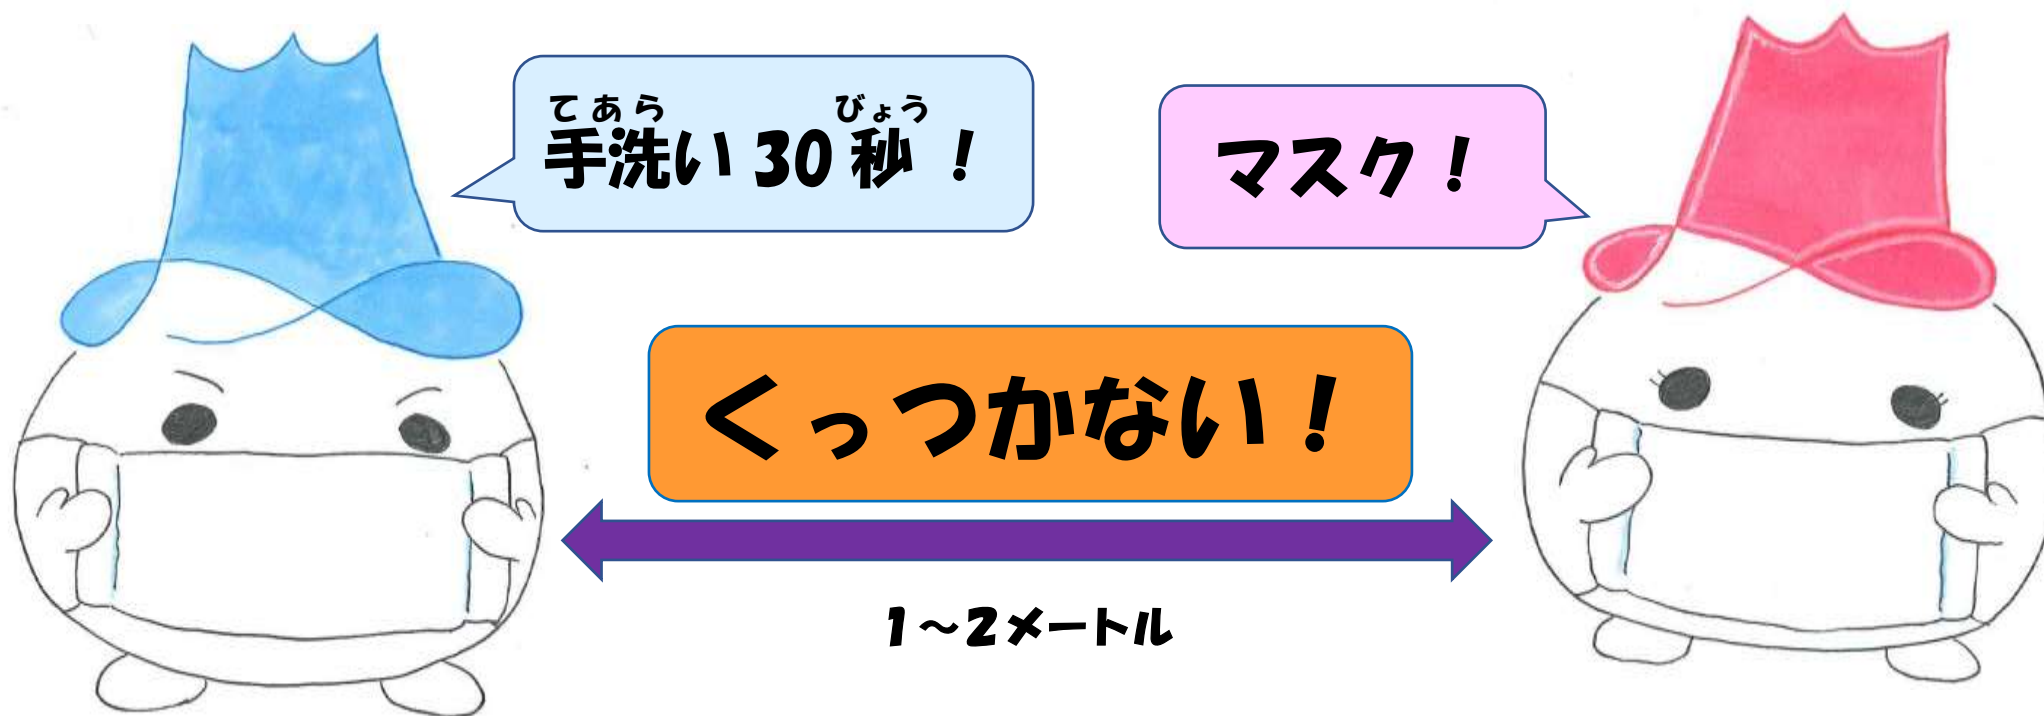 てあら びょう
手洗い30秒！
マスク！
くっつかない！
1～2メートル